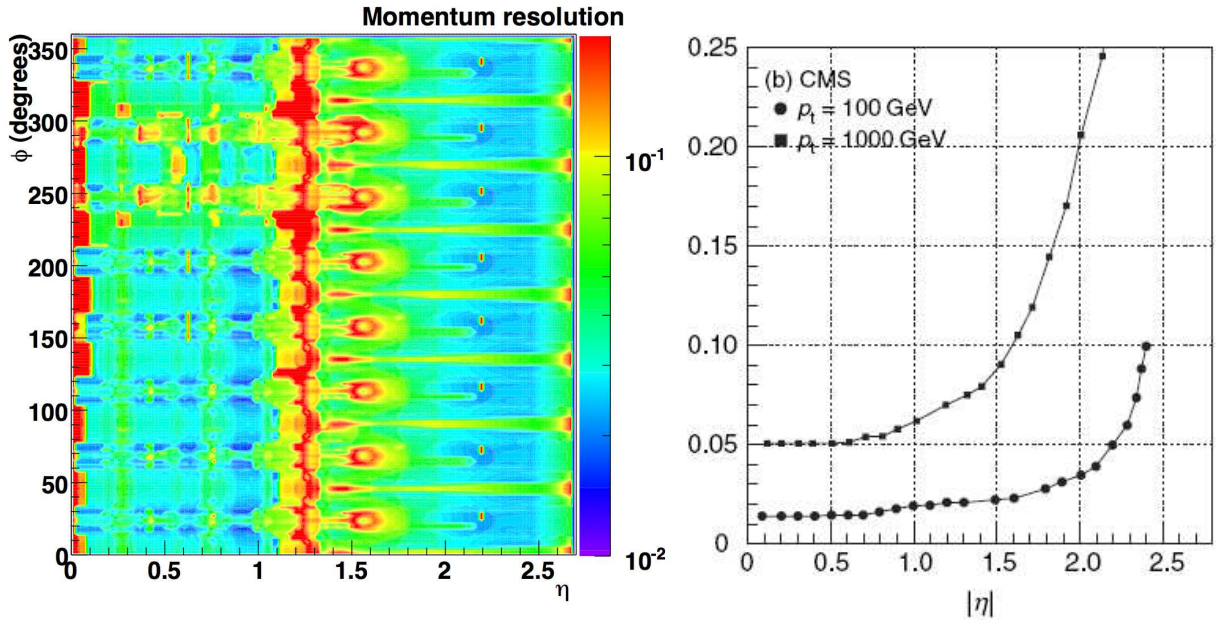 Momentum resolution
ϕ (degrees)
350
300
250
200
150
100
50
0
0 0.5 1 1.5 2 2.5
η
10-1
10-2
0.25
0.20
0.15
0.10
0.05
0
(b) CMS
pt = 100 GeV
pt = 1000 GeV
0 0.5 1.0 1.5 2.0 2.5
|η|